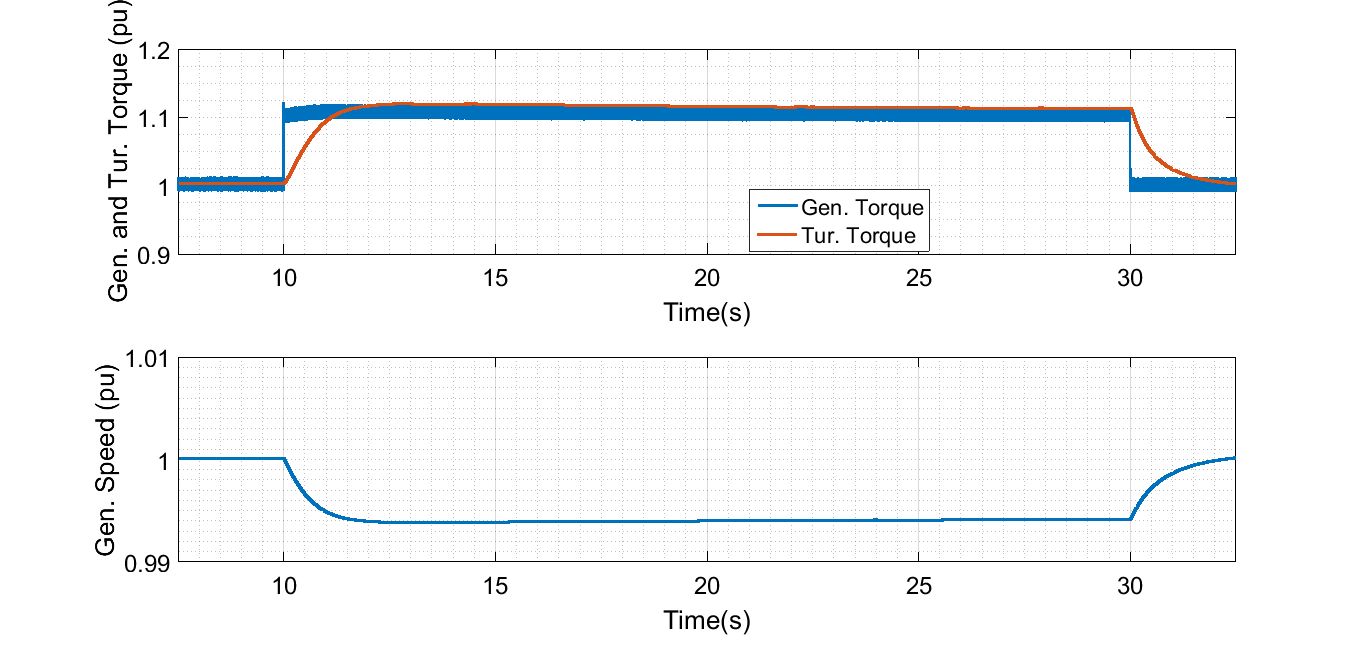 Gen. and Tur. Torque (pu)
1.2
1.1
1
0.9
10 15 20 25 30
Time(s)
Gen. Torque
Tur. Torque
Gen. Speed (pu)
1.01
1
0.99
10 15 20 25 30
Time(s)